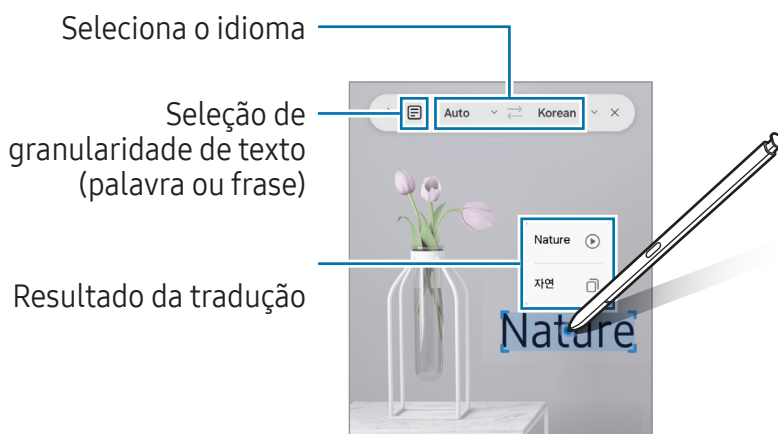 Seleciona o idioma
Seleção de
granularidade de texto
(palavra ou frase)
Resultado da tradução
Auto
Korean
Nature
자연
Nature